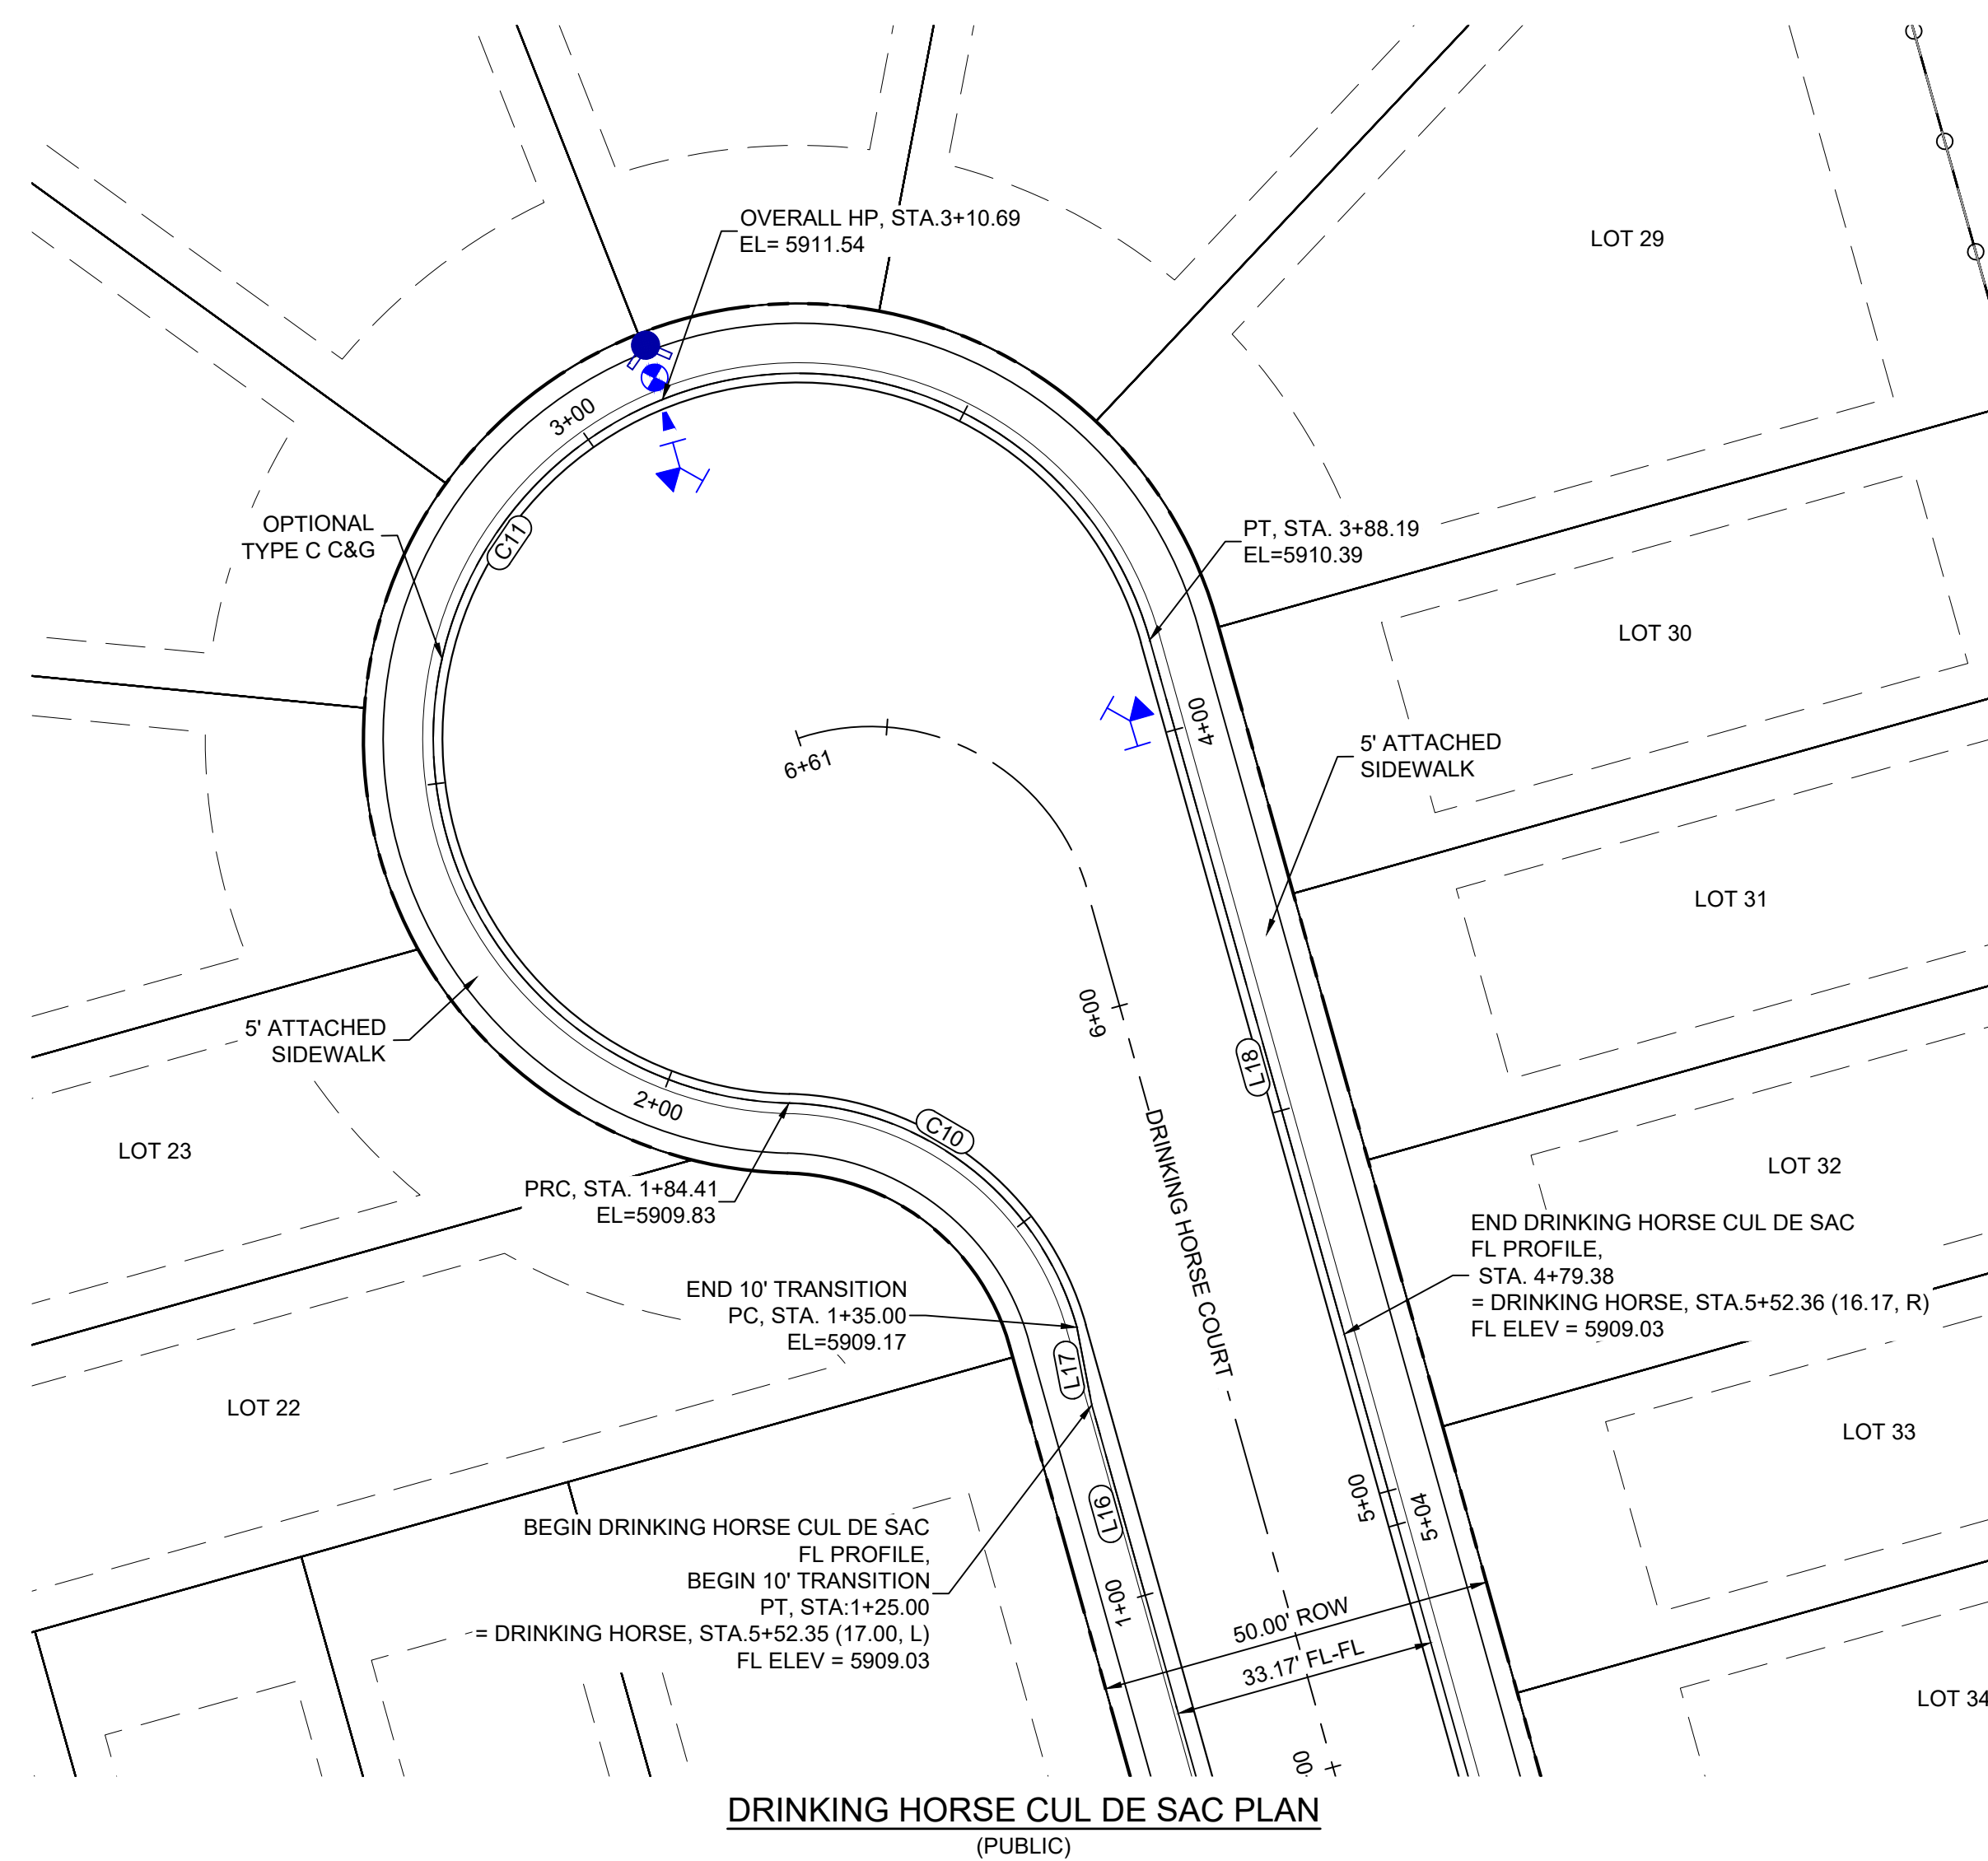 OVERALL HP, STA.3+10.69
EL= 5911.54
LOT 29
3+00
OPTIONAL
TYPE C C&G
C11
PT, STA. 3+88.19
EL=5910.39
LOT 30
4+00
5' ATTACHED
SIDEWALK
6+61
LOT 31
6+00
5' ATTACHED
SIDEWALK
L18
2+00
C10
LOT 23
DRINKING HORSE COURT
LOT 32
PRC, STA. 1+84.41
EL=5909.83
END DRINKING HORSE CUL DE SAC
FL PROFILE,
STA. 4+79.38
= DRINKING HORSE, STA.5+52.36 (16.17, R)
FL ELEV = 5909.03
END 10' TRANSITION
PC, STA. 1+35.00
EL=5909.17
L17
LOT 22
LOT 33
5+00
5+04
L16
BEGIN DRINKING HORSE CUL DE SAC
FL PROFILE,
BEGIN 10' TRANSITION
PT, STA:1+25.00
= DRINKING HORSE, STA.5+52.35 (17.00, L)
FL ELEV = 5909.03
1+00
50.00' ROW
33.17' FL-FL
LOT 34
00
DRINKING HORSE CUL DE SAC PLAN
(PUBLIC)